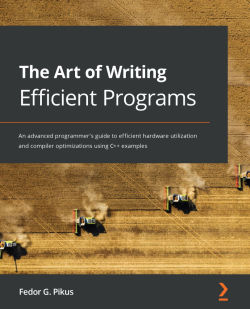 The Art of Writing
Efficient Programs
An advanced programmer's guide to efficient hardware utilization
and compiler optimizations using C++ examples
Fedor G. Pikus